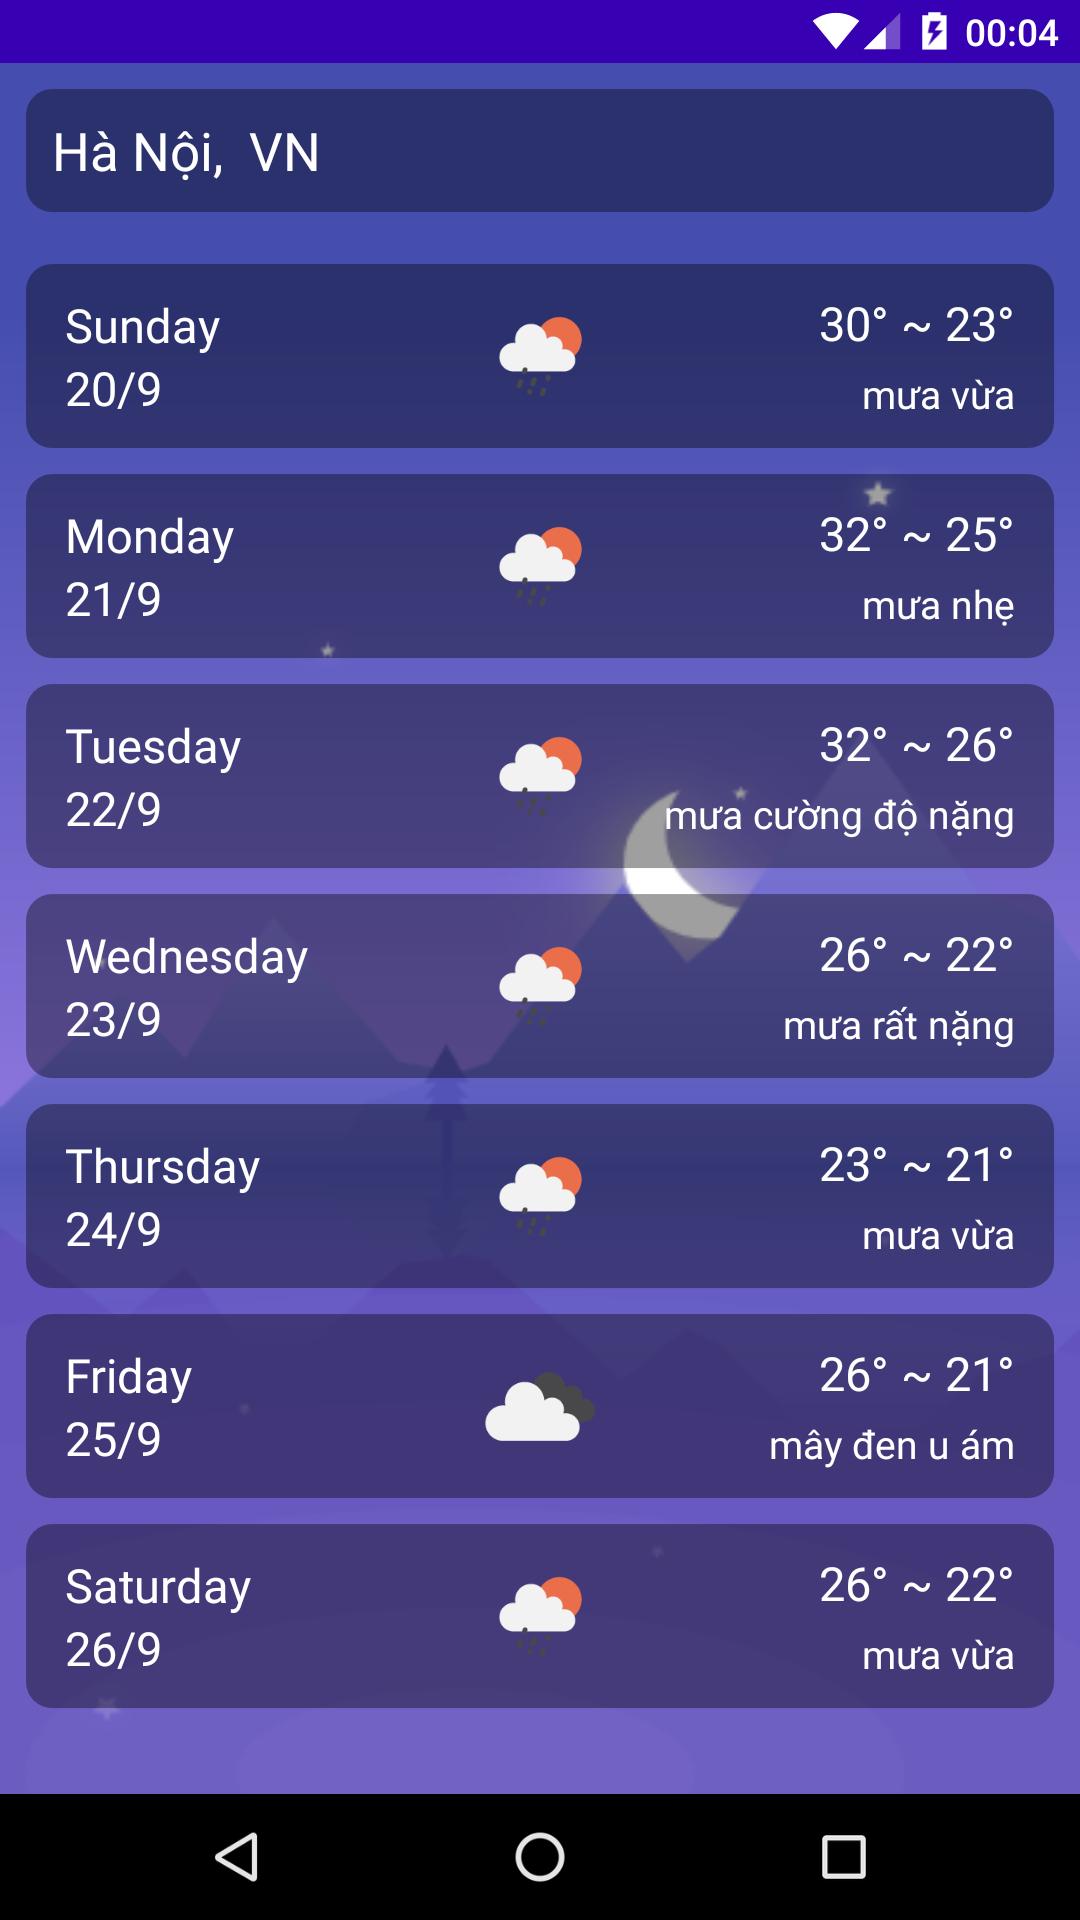 00:04
Hà Nội,  VN
Sunday
20/9
30° ~ 23°
mưa vừa
Monday
21/9
32° ~ 25°
mưa nhẹ
Tuesday
22/9
32° ~ 26°
mưa cường độ nặng
Wednesday
23/9
26° ~ 22°
mưa rất nặng
Thursday
24/9
23° ~ 21°
mưa vừa
Friday
25/9
26° ~ 21°
mây đen u ám
Saturday
26/9
26° ~ 22°
mưa vừa